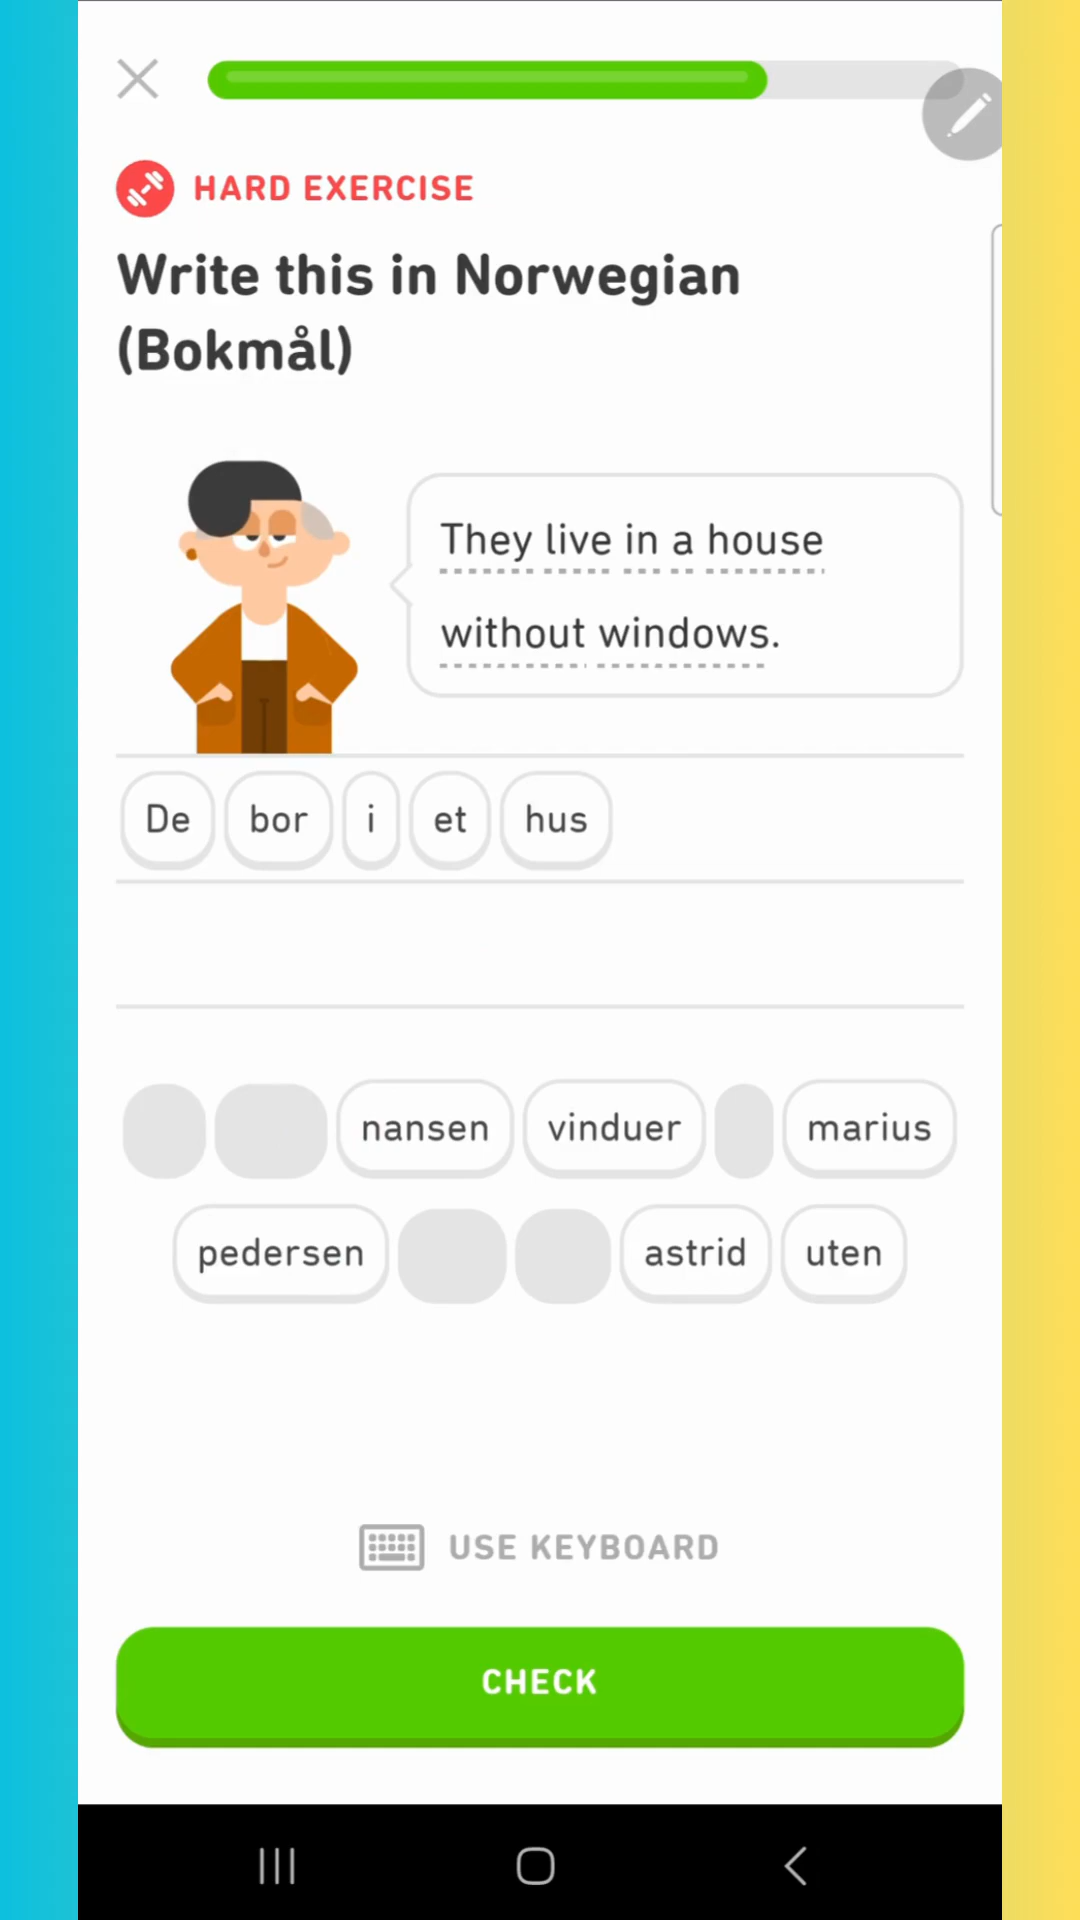 HARD EXERCISE
Write this in Norwegian
(Bokmål)
They live in a house
without windows.
De bor i et hus
nansen vinduer marius
pedersen astrid uten
USE KEYBOARD
CHECK